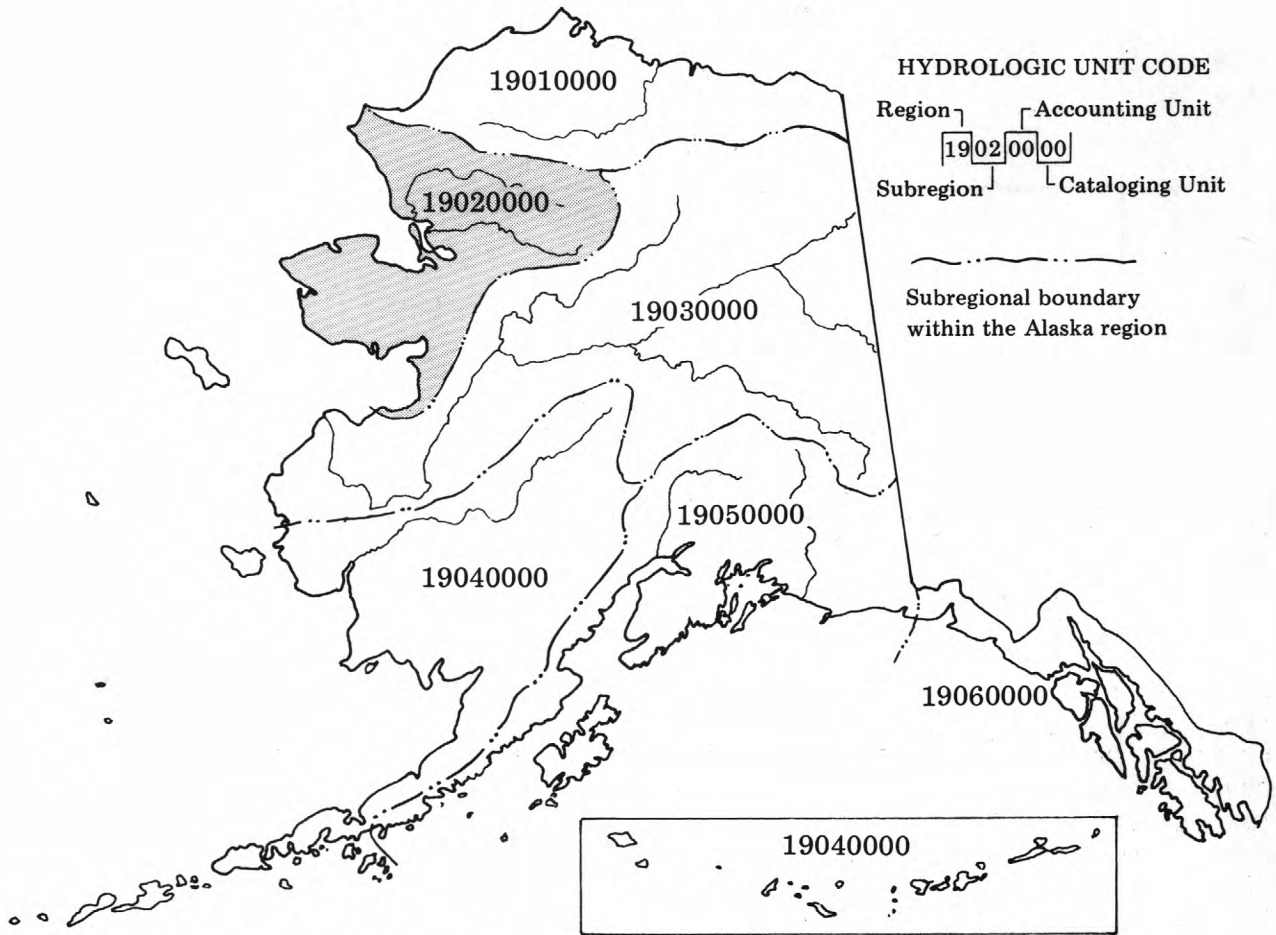 19010000
HYDROLOGIC UNIT CODE
Region Accounting Unit
19 02 00 00
Subregion Cataloging Unit
19020000
Subregional boundary
within the Alaska region
19030000
19050000
19040000
19060000
19040000